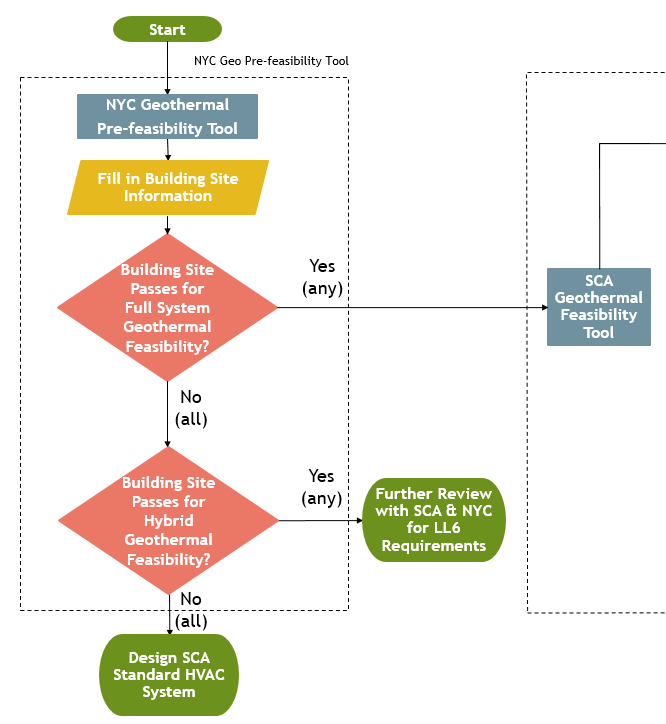 Start
NYC Geo Pre-feasibility Tool
NYC Geothermal
Pre-feasibility Tool
Fill in Building Site
Information
Building Site
Passes for
Full System
Geothermal
Feasibility?
Yes
(any)
SCA
Geothermal
Feasibility
Tool
No
(all)
Building Site
Passes for
Hybrid
Geothermal
Feasibility?
Yes
(any)
Further Review
with SCA & NYC
for LL6
Requirements
No
(all)
Design SCA
Standard HVAC
System